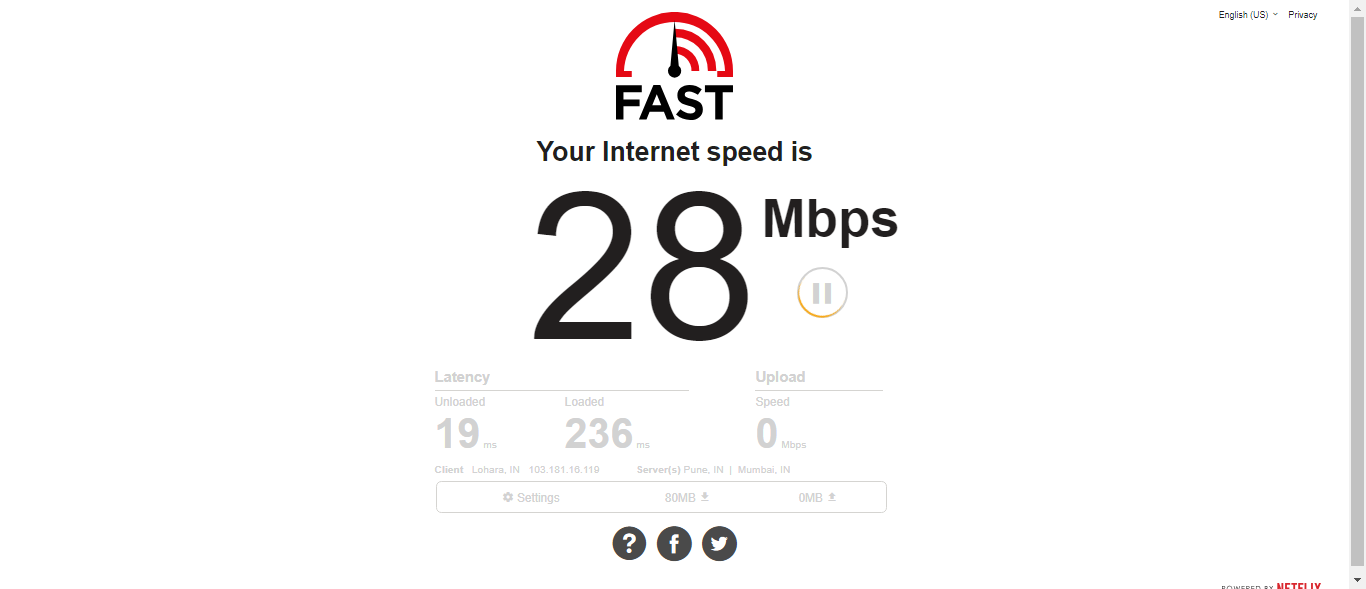 English (US) Privacy
FAST
Your Internet speed is
28 Mbps
Latency
Unloaded Loaded
19 ms 236 ms
Upload
Speed
0 Mbps
Client Lohara, IN 103.181.16.119 Server(s) Pune, IN | Mumbai, IN
Settings 80MB 0MB
?
f
POWERED BY NETFLIX